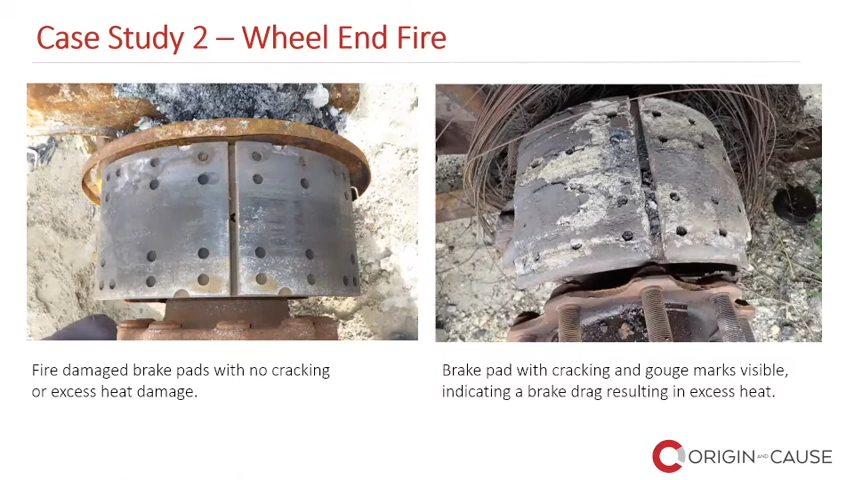 Case Study 2 – Wheel End Fire
Fire damaged brake pads with no cracking
or excess heat damage.
Brake pad with cracking and gouge marks visible,
indicating a brake drag resulting in excess heat.
ORIGIN AND CAUSE